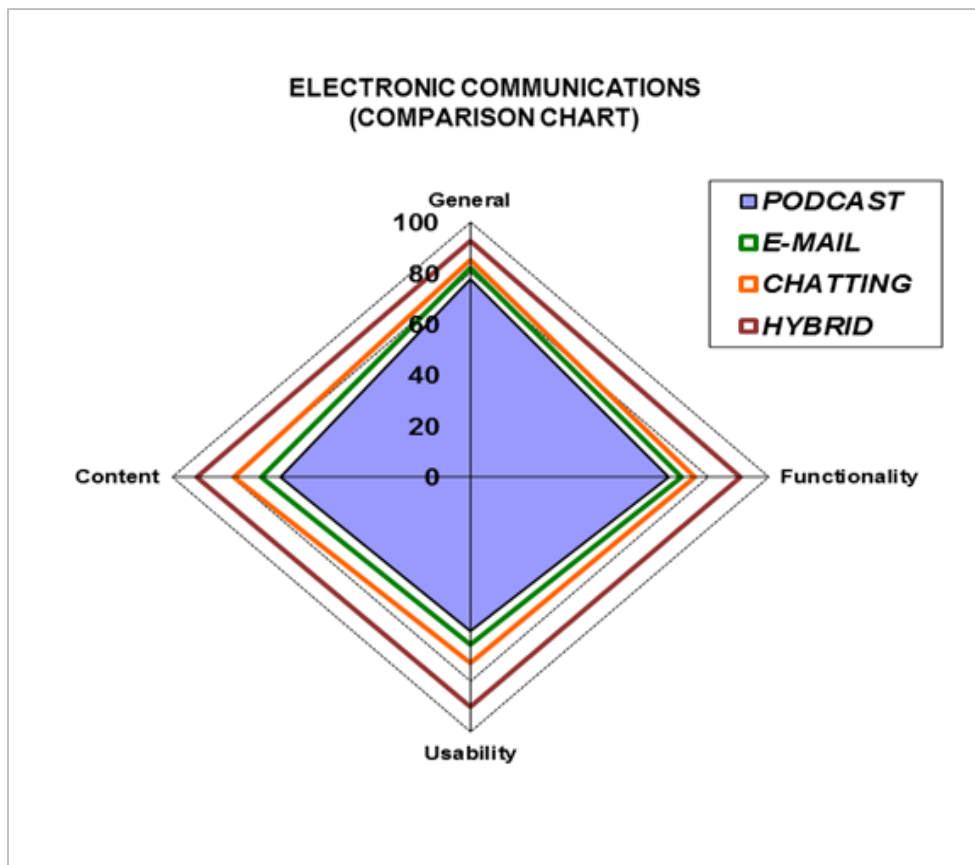 ELECTRONIC COMMUNICATIONS
(COMPARISON CHART)
General
100
80
60
40
20
0
Content
Functionality
Usability
PODCAST
E-MAIL
CHATTING
HYBRID